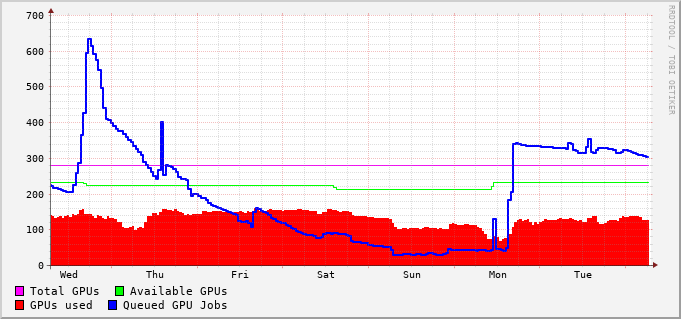 700
600
500
400
300
200
100
0
Wed Thu Fri Sat Sun Mon Tue
Total GPUs Available GPUs
GPUs used Queued GPU Jobs
RRDTOOL / TOBI OETIKER